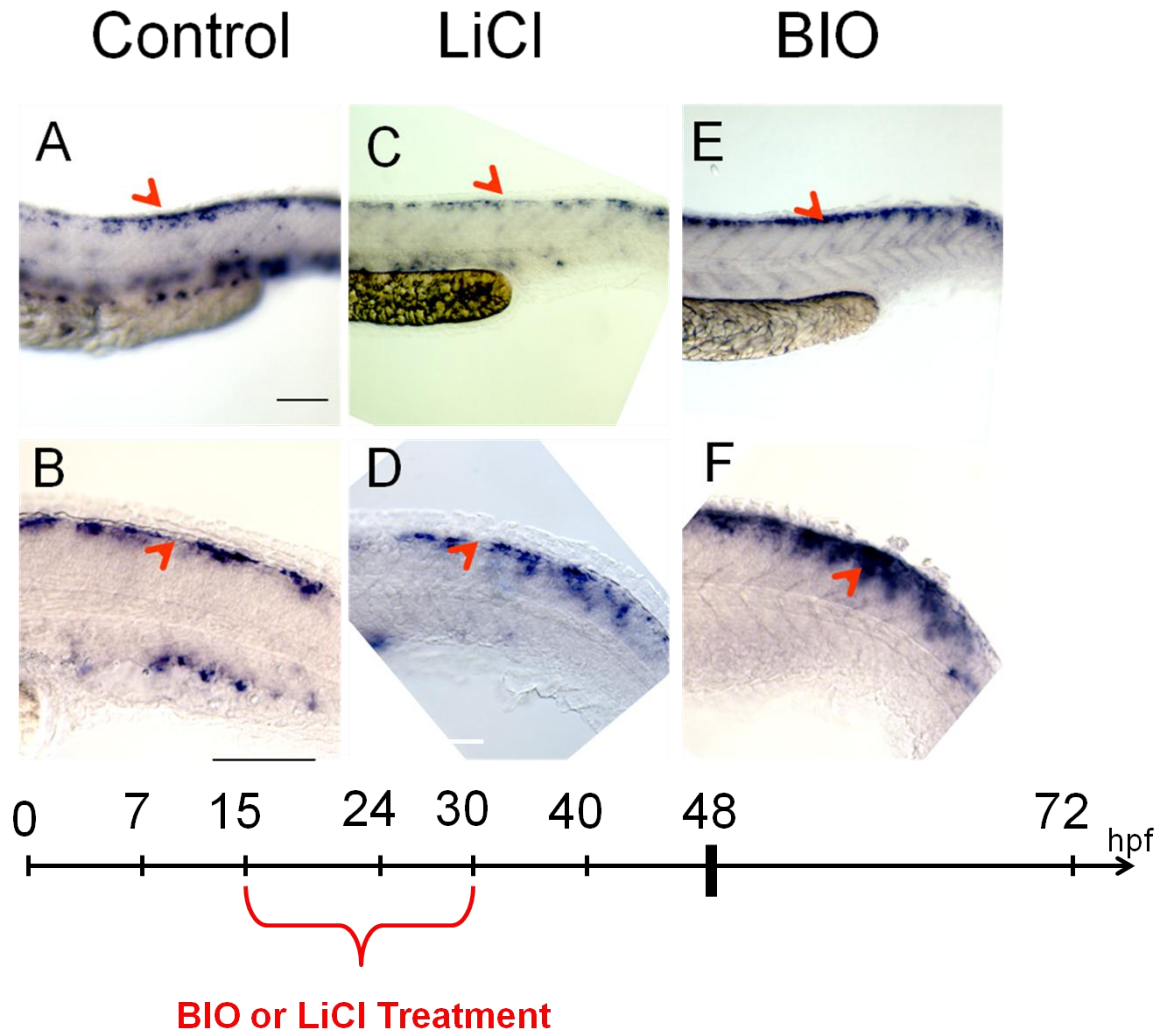 Control LiCl BIO
A C E
B D F
0 7 15 24 30 40 48 72 hpf
BIO or LiCl Treatment